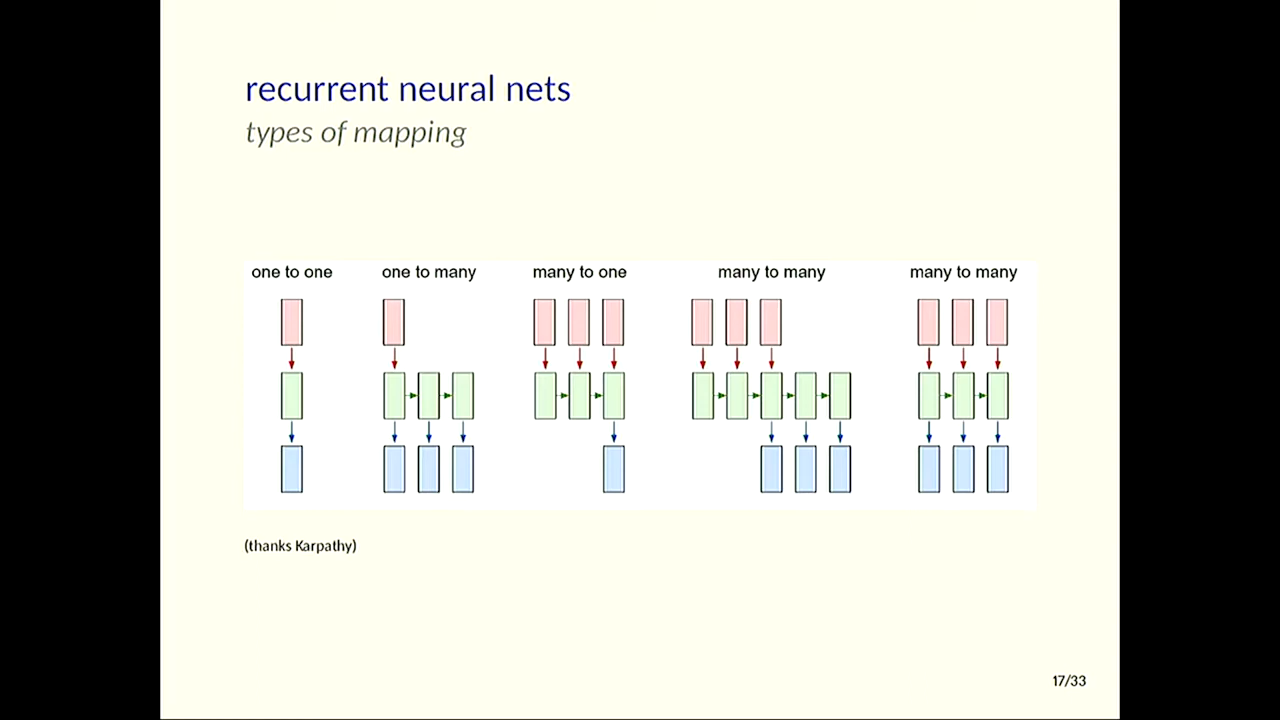 recurrent neural nets
types of mapping
one to one
one to many
many to one
many to many
many to many
(thanks Karpathy)
17/33